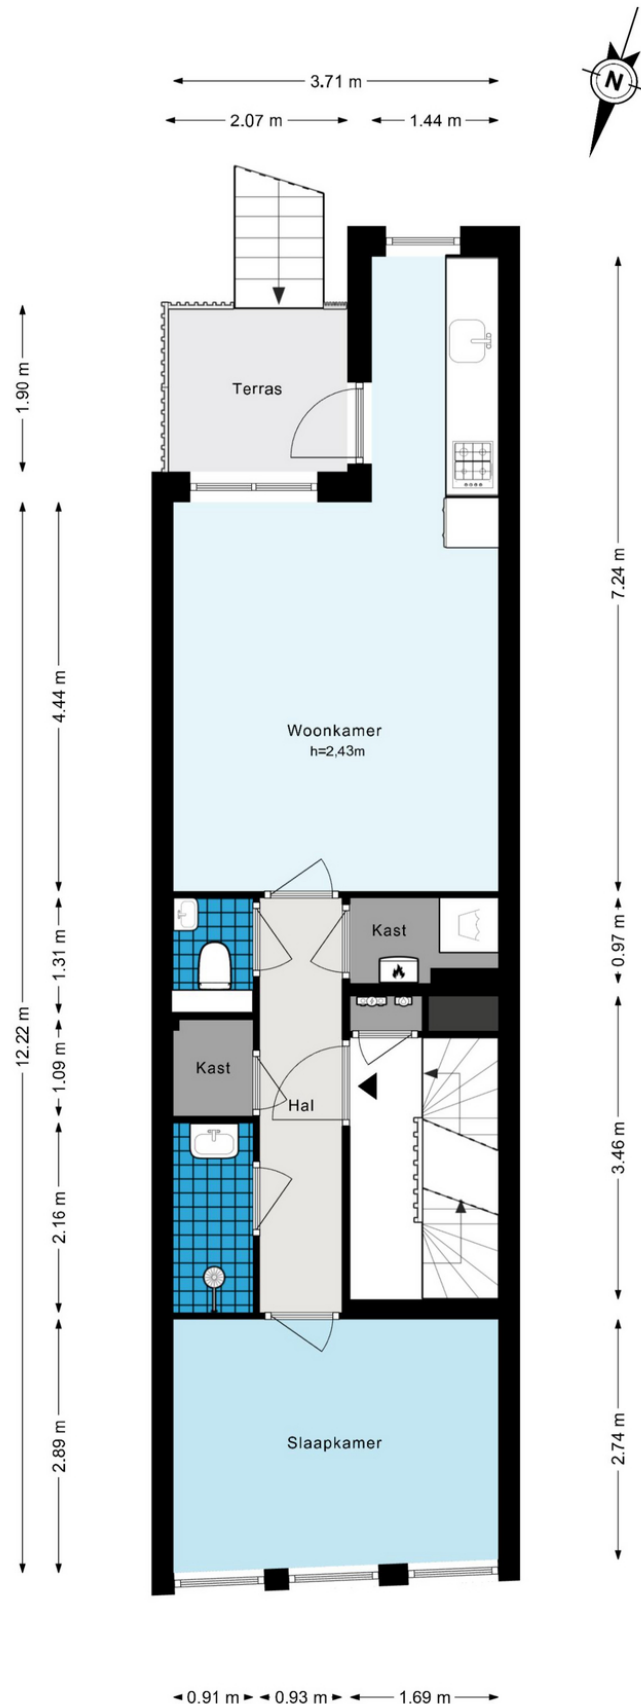 3.71 m
2.07 m
1.44 m
N
1.90 m
Terras
7.24 m
4.44 m
Woonkamer
h=2,43m
12.22 m
1.31 m
Kast
0.97 m
1.09 m
Kast
Hal
3.46 m
2.16 m
2.89 m
Slaapkamer
2.74 m
0.91 m
0.93 m
1.69 m